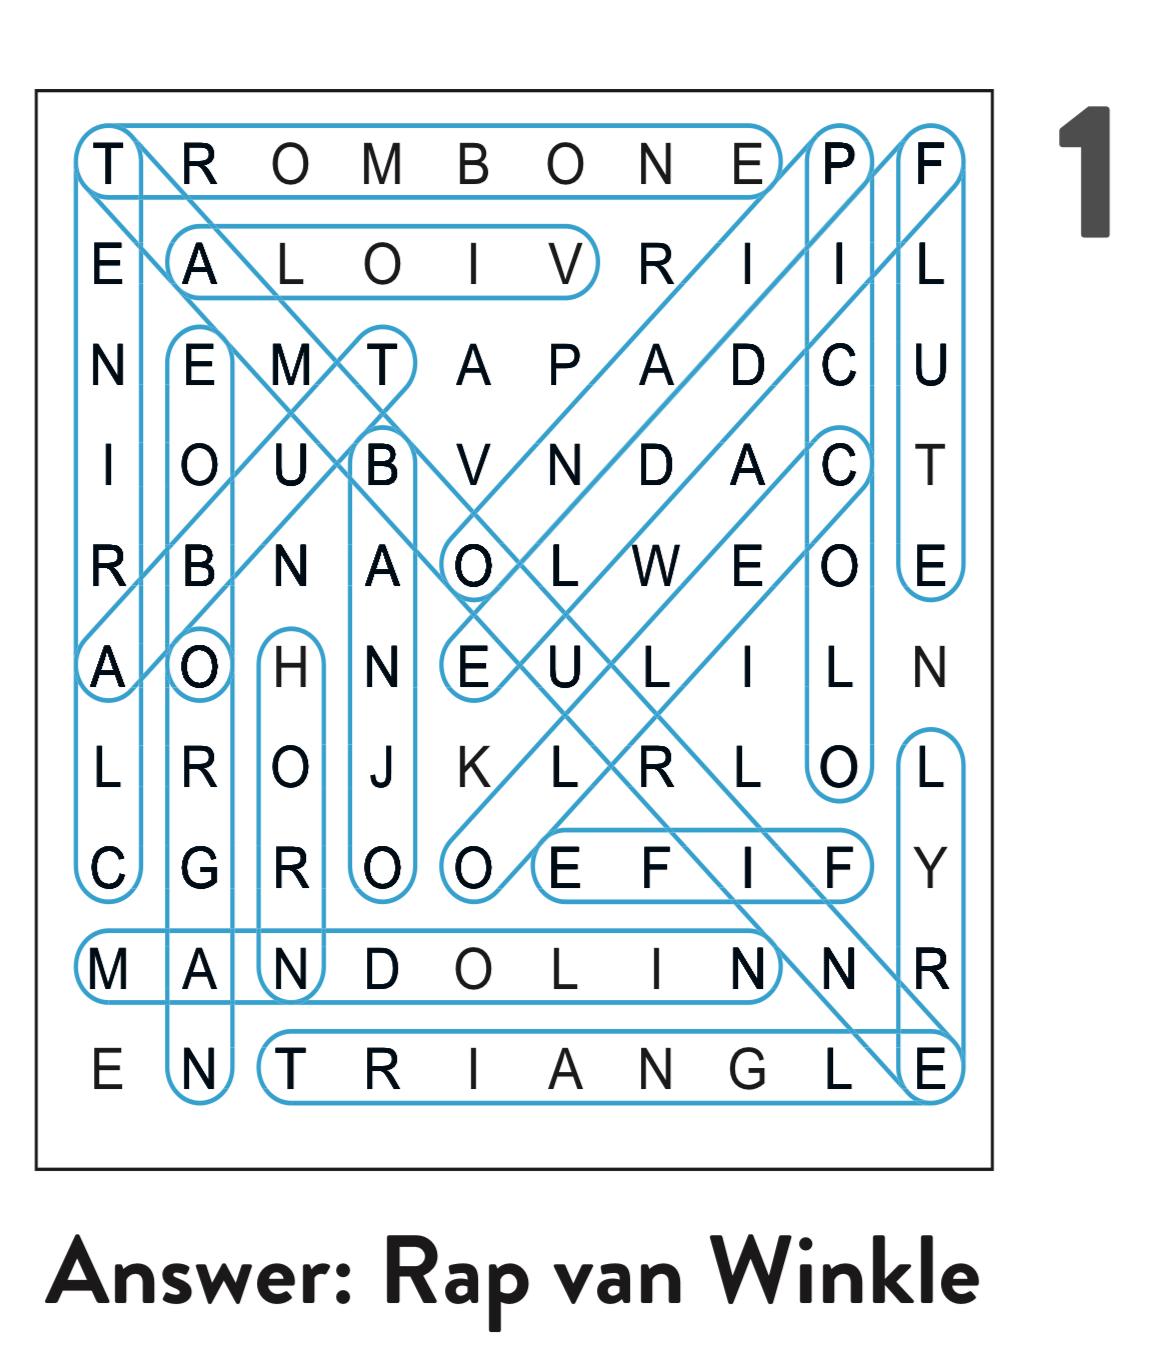 1
T R O M B O N E P F
E A L O I V R I I L
N E M T A P A D C U
I O U B V N D A C T
R B N A O L W E O E
A O H N E U L I L N
L R O J K L R L O L
C G R O O E F I F Y
M A N D O L I N N R
E N T R I A N G L E
Answer: Rap van Winkle